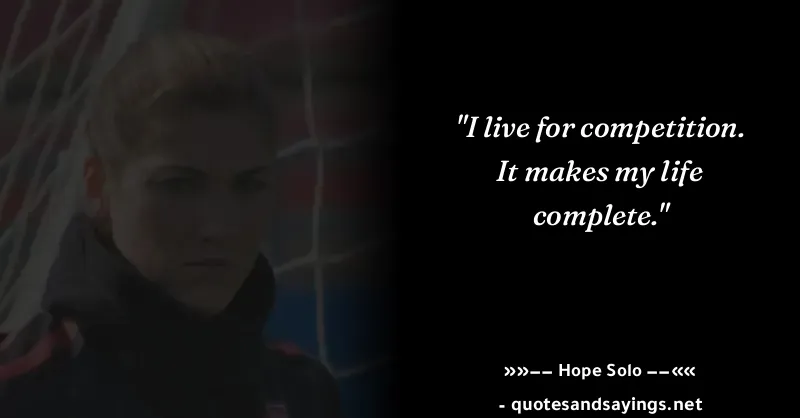 "I live for competition.
It makes my life
complete."
»»−− Hope Solo −−««
- quotesandsayings.net